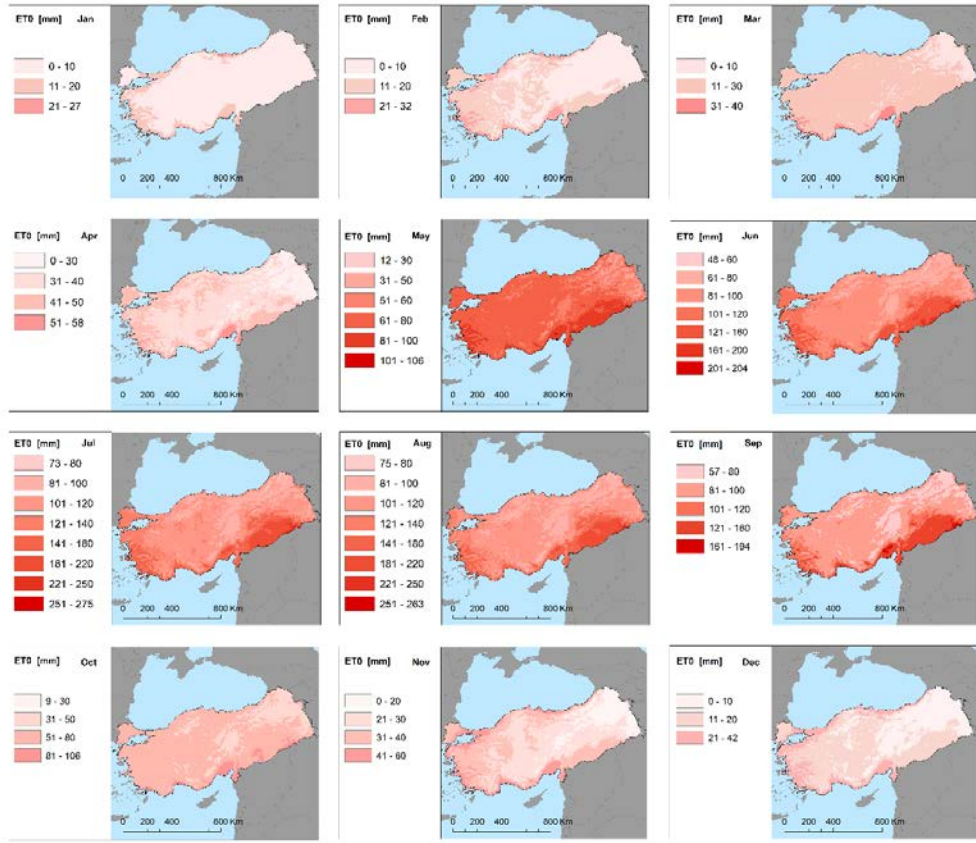 ET0 [mm] Jan
0 - 10
11 - 20
21 - 27
0 200 400 800 Km
ET0 [mm] Feb
0 - 10
11 - 20
21 - 32
0 200 400 800 Km
ET0 [mm] Mar
0 - 10
11 - 30
31 - 40
0 200 400 800 Km
ET0 [mm] Apr
0 - 30
31 - 40
41 - 50
51 - 58
0 200 400 800 Km
ET0 [mm] May
12 - 30
31 - 50
51 - 60
61 - 80
81 - 100
101 - 106
0 200 400 800 Km
ET0 [mm] Jun
48 - 60
61 - 80
81 - 100
101 - 120
121 - 160
161 - 200
201 - 204
0 200 400 800 Km
ET0 [mm] Jul
73 - 80
81 - 100
101 - 120
121 - 140
141 - 180
181 - 220
221 - 250
251 - 275
0 200 400 800 Km
ET0 [mm] Aug
75 - 80
81 - 100
101 - 120
121 - 140
141 - 180
181 - 220
221 - 250
251 - 263
0 200 400 800 Km
ET0 [mm] Sep
57 - 80
81 - 100
101 - 120
121 - 160
161 - 194
0 200 400 800 Km
ET0 [mm] Oct
9 - 30
31 - 50
51 - 80
81 - 106
0 200 400 800 Km
ET0 [mm] Nov
0 - 20
21 - 30
31 - 40
41 - 60
0 200 400 800 Km
ET0 [mm] Dec
0 - 10
11 - 20
21 - 42
0 200 400 800 Km